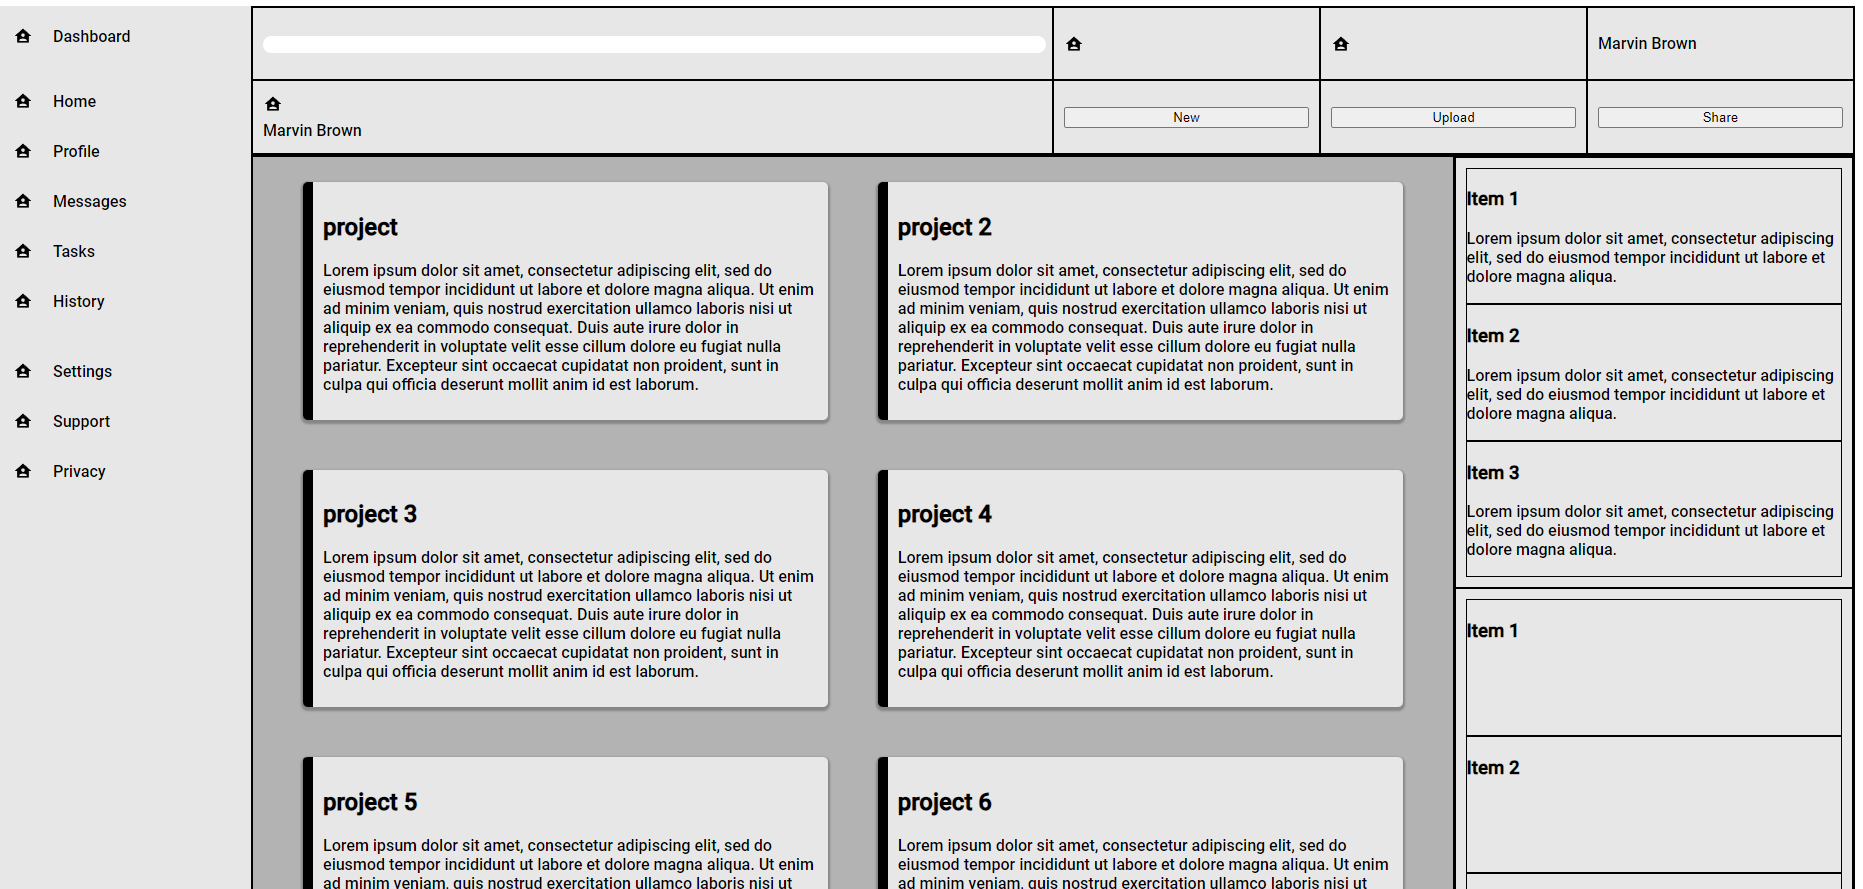 Dashboard
Home
Profile
Messages
Tasks
History
Settings
Support
Privacy
Marvin Brown
Marvin Brown
New
Upload
Share
project
Lorem ipsum dolor sit amet, consectetur adipiscing elit, sed do
eiusmod tempor incididunt ut labore et dolore magna aliqua. Ut enim
ad minim veniam, quis nostrud exercitation ullamco laboris nisi ut
aliquip ex ea commodo consequat. Duis aute irure dolor in
reprehenderit in voluptate velit esse cillum dolore eu fugiat nulla
pariatur. Excepteur sint occaecat cupidatat non proident, sunt in
culpa qui officia deserunt mollit anim id est laborum.
project 2
Lorem ipsum dolor sit amet, consectetur adipiscing elit, sed do
eiusmod tempor incididunt ut labore et dolore magna aliqua. Ut enim
ad minim veniam, quis nostrud exercitation ullamco laboris nisi ut
aliquip ex ea commodo consequat. Duis aute irure dolor in
reprehenderit in voluptate velit esse cillum dolore eu fugiat nulla
pariatur. Excepteur sint occaecat cupidatat non proident, sunt in
culpa qui officia deserunt mollit anim id est laborum.
project 3
Lorem ipsum dolor sit amet, consectetur adipiscing elit, sed do
eiusmod tempor incididunt ut labore et dolore magna aliqua. Ut enim
ad minim veniam, quis nostrud exercitation ullamco laboris nisi ut
aliquip ex ea commodo consequat. Duis aute irure dolor in
reprehenderit in voluptate velit esse cillum dolore eu fugiat nulla
pariatur. Excepteur sint occaecat cupidatat non proident, sunt in
culpa qui officia deserunt mollit anim id est laborum.
project 4
Lorem ipsum dolor sit amet, consectetur adipiscing elit, sed do
eiusmod tempor incididunt ut labore et dolore magna aliqua. Ut enim
ad minim veniam, quis nostrud exercitation ullamco laboris nisi ut
aliquip ex ea commodo consequat. Duis aute irure dolor in
reprehenderit in voluptate velit esse cillum dolore eu fugiat nulla
pariatur. Excepteur sint occaecat cupidatat non proident, sunt in
culpa qui officia deserunt mollit anim id est laborum.
project 5
Lorem ipsum dolor sit amet, consectetur adipiscing elit, sed do
eiusmod tempor incididunt ut labore et dolore magna aliqua. Ut enim
ad minim veniam, quis nostrud exercitation ullamco laboris nisi ut
project 6
Lorem ipsum dolor sit amet, consectetur adipiscing elit, sed do
eiusmod tempor incididunt ut labore et dolore magna aliqua. Ut enim
ad minim veniam, quis nostrud exercitation ullamco laboris nisi ut
Item 1
Lorem ipsum dolor sit amet, consectetur adipiscing
elit, sed do eiusmod tempor incididunt ut labore et
dolore magna aliqua.
Item 2
Lorem ipsum dolor sit amet, consectetur adipiscing
elit, sed do eiusmod tempor incididunt ut labore et
dolore magna aliqua.
Item 3
Lorem ipsum dolor sit amet, consectetur adipiscing
elit, sed do eiusmod tempor incididunt ut labore et
dolore magna aliqua.
Item 1
Item 2